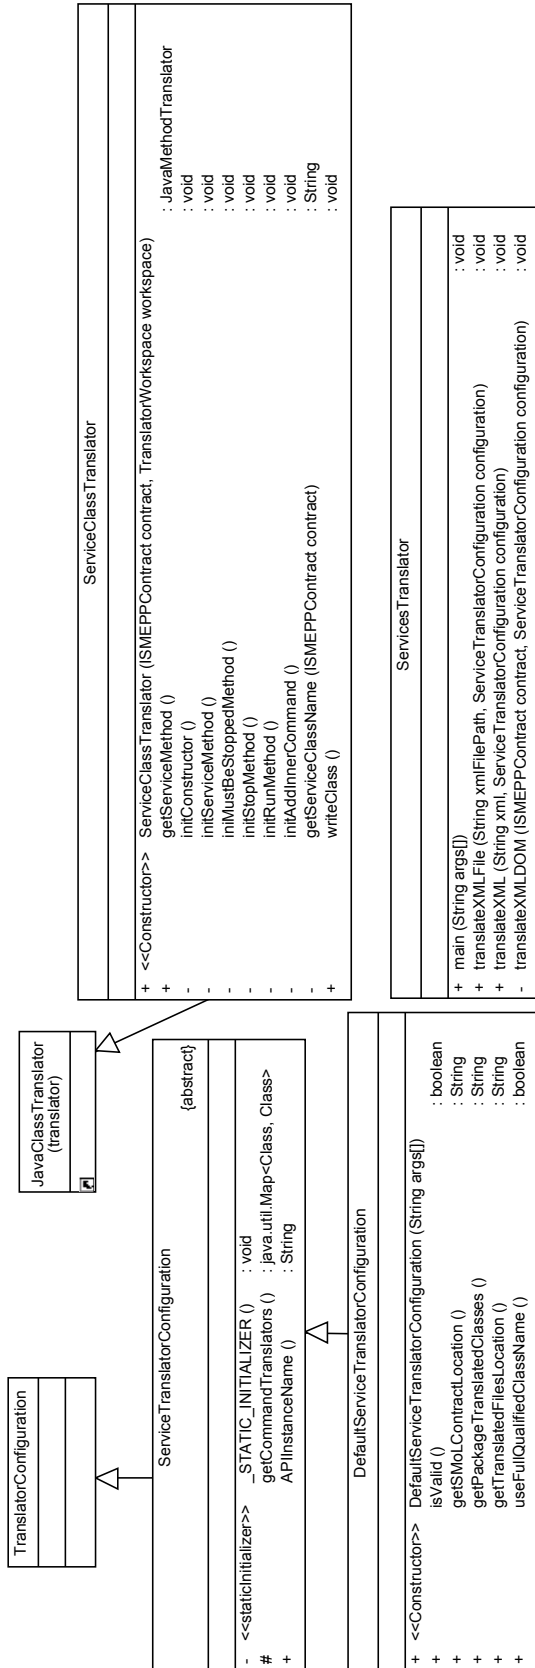 TranslatorConfiguration
ServiceTranslatorConfiguration
{abstract}
- <<staticInitializer>> _STATIC_INITIALIZER () : void
# getCommandTranslators () : java.util.Map<Class, Class>
+ APIInstanceName () : String
DefaultServiceTranslatorConfiguration
+ <<Constructor>> DefaultServiceTranslatorConfiguration (String args[])
+ isValid () : boolean
+ getSMoLContractLocation () : String
+ getPackageTranslatedClasses () : String
+ getTranslatedFilesLocation () : String
+ useFullQualifiedClassName () : boolean
JavaClassTranslator
(translator)
ServiceClassTranslator
+ <<Constructor>> ServiceClassTranslator (ISMEPPContract contract, TranslatorWorkspace workspace)
+ getServiceMethod () : JavaMethodTranslator
- initConstructor () : void
- initServiceMethod () : void
- iniMustBeStoppedMethod () : void
- initStopMethod () : void
- initRunMethod () : void
- initAddInnerCommand () : void
- getServiceClassName (ISMEPPContract contract) : String
+ writeClass () : void
ServicesTranslator
+ main (String args[]) : void
+ translateXMLFile (String xmlFilePath, ServiceTranslatorConfiguration configuration) : void
+ translateXML (String xml, ServiceTranslatorConfiguration configuration) : void
- translateXMLDOM (ISMEPPContract contract, ServiceTranslatorConfiguration configuration) : void